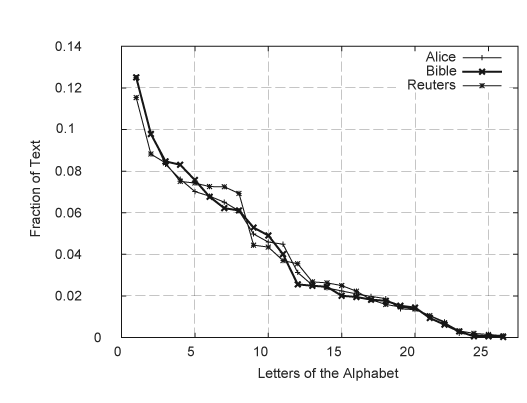 0.14
Alice
Bible
Reuters
0.12
0.1
0.08
0.06
0.04
0.02
0
Fraction of Text
0 5 10 15 20 25
Letters of the Alphabet